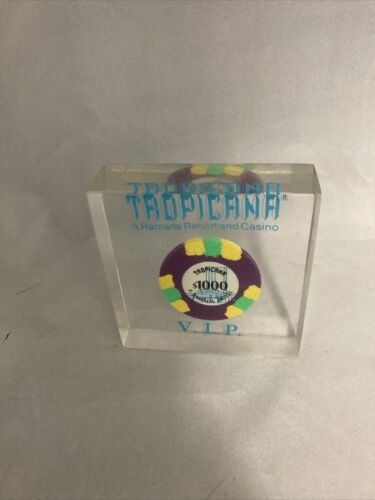 TROPICANA®
A Ramada Resort and Casino
TROPICANA
$1000
V.I.P.